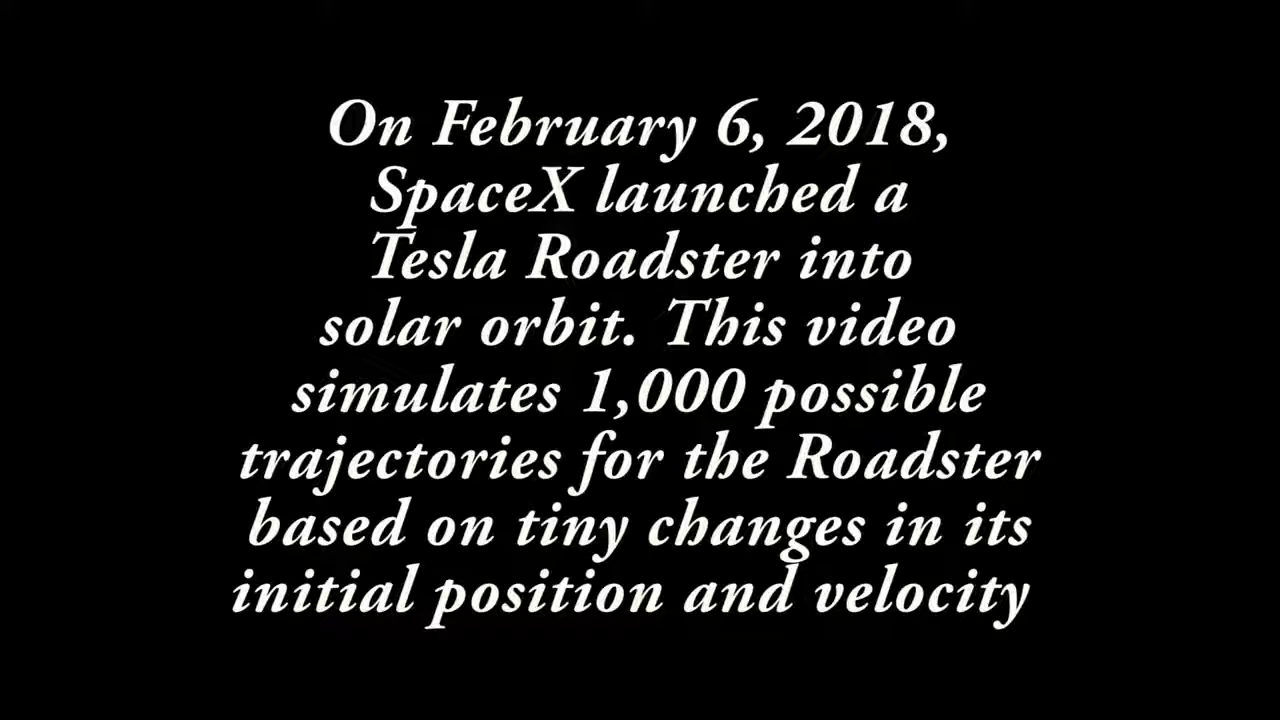 On February 6, 2018,
SpaceX launched a
Tesla Roadster into
solar orbit. This video
simulates 1,000 possible
trajectories for the Roadster
based on tiny changes in its
initial position and velocity